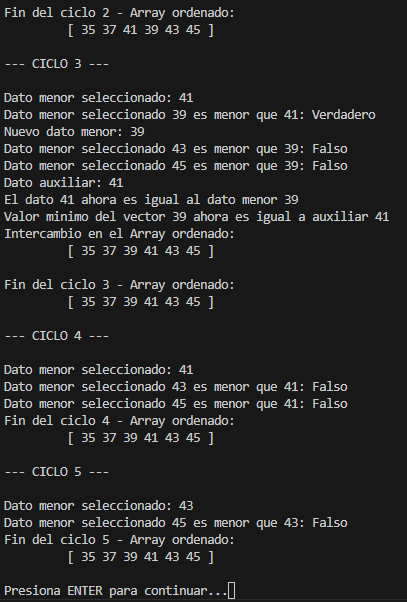 Fin del ciclo 2 - Array ordenado:
[ 35 37 41 39 43 45 ]
--- CICLO 3 ---
Dato menor seleccionado: 41
Dato menor seleccionado 39 es menor que 41: Verdadero
Nuevo dato menor: 39
Dato menor seleccionado 43 es menor que 39: Falso
Dato menor seleccionado 45 es menor que 39: Falso
Dato auxiliar: 41
El dato 41 ahora es igual al dato menor 39
Valor minimo del vector 39 ahora es igual a auxiliar 41
Intercambio en el Array ordenado:
[ 35 37 39 41 43 45 ]
Fin del ciclo 3 - Array ordenado:
[ 35 37 39 41 43 45 ]
--- CICLO 4 ---
Dato menor seleccionado: 41
Dato menor seleccionado 43 es menor que 41: Falso
Dato menor seleccionado 45 es menor que 41: Falso
Fin del ciclo 4 - Array ordenado:
[ 35 37 39 41 43 45 ]
--- CICLO 5 ---
Dato menor seleccionado: 43
Dato menor seleccionado 45 es menor que 43: Falso
Fin del ciclo 5 - Array ordenado:
[ 35 37 39 41 43 45 ]
Presiona ENTER para continuar...